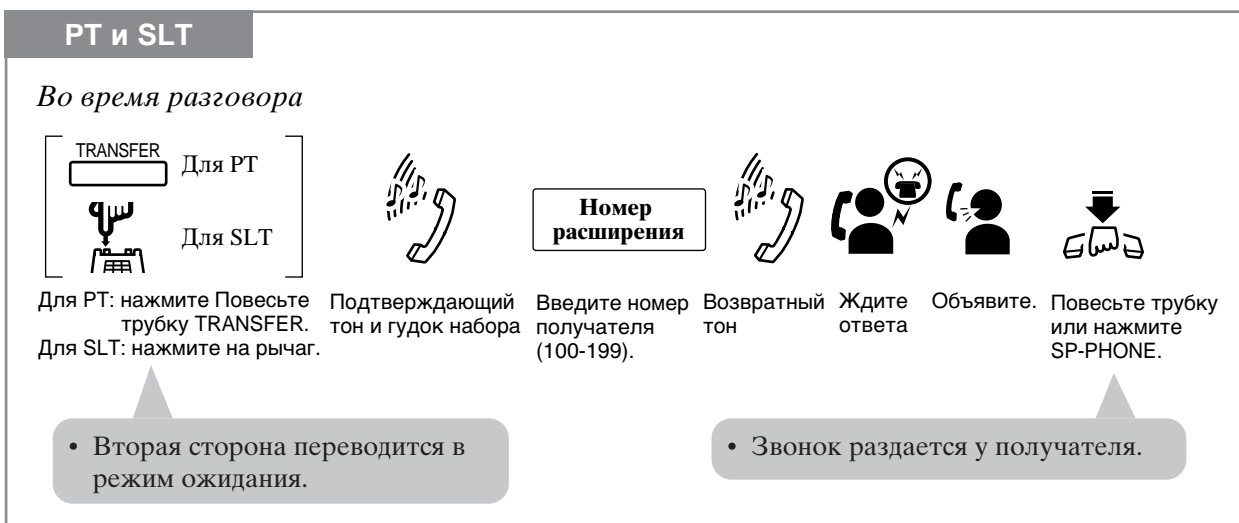 PT и SLT
Во время разговора
TRANSFER
Для PT
Для SLT
Номер
расширения
Для PT: нажмите Повесьте
трубку TRANSFER.
Для SLT: нажмите на рычаг.
Подтверждающий
тон и гудок набора
Введите номер
получателя
(100-199).
Возвратный
тон
Ждите
ответа
Объявите.
Повесьте трубку
или нажмите
SP-PHONE.
• Вторая сторона переводится в
режим ожидания.
• Звонок раздается у получателя.